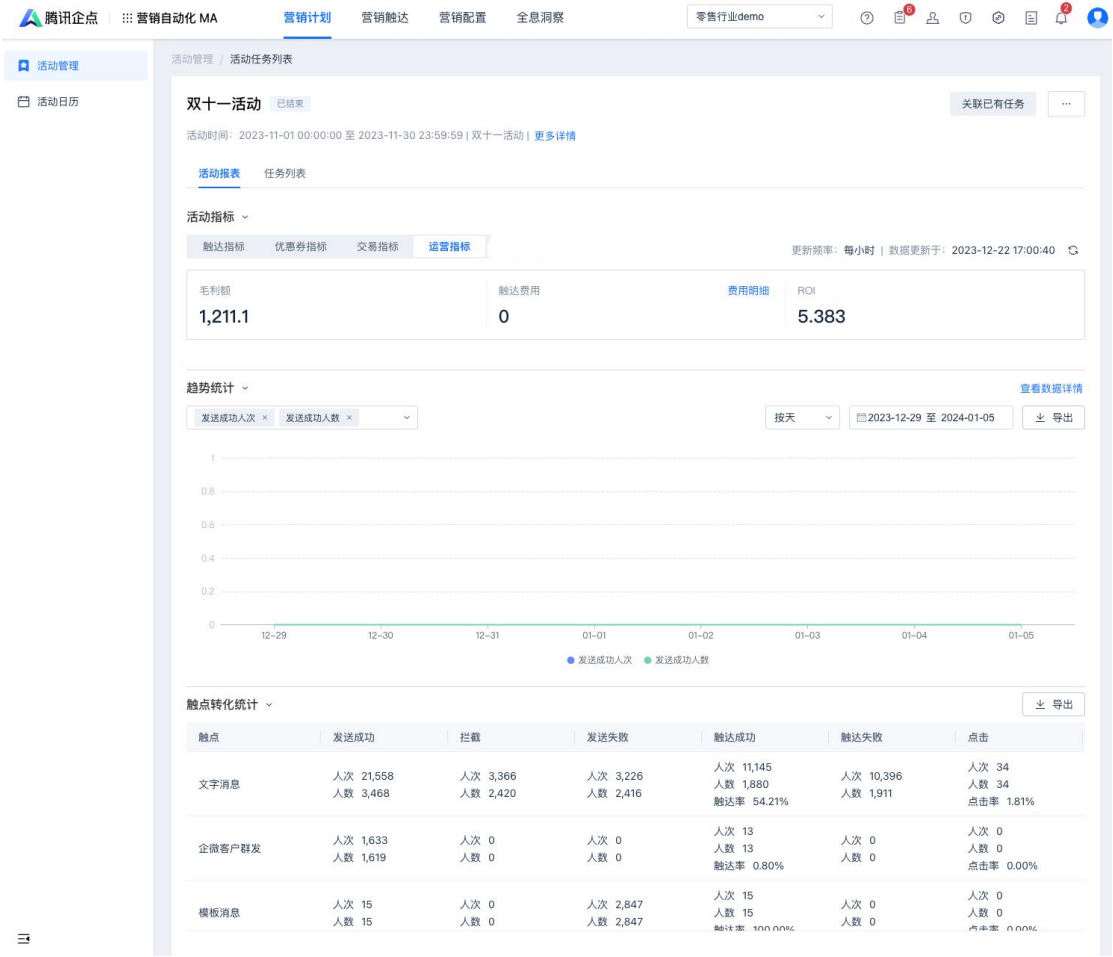 腾讯企点 营销自动化 MA 营销计划 营销触达 营销配置 全息洞察 零售行业demo 6 2
活动管理
活动日历
活动管理 / 活动任务列表
双十一活动 已结束 关联已有任务 ...
活动时间: 2023-11-01 00:00:00 至 2023-11-30 23:59:59 | 双十一活动 | 更多详情
活动报表 任务列表
活动指标
触达指标 优惠券指标 交易指标 运营指标 更新频率: 每小时 | 数据更新于: 2023-12-22 17:00:40
毛利额 触达费用 费用明细 ROI
1,211.1 0 5.383
趋势统计 查看数据详情
发送成功人次 × 发送成功人数 × 按天 2023-12-29 至 2024-01-05 导出
1
0.8
0.6
0.4
0.2
0
12-29 12-30 12-31 01-01 01-02 01-03 01-04 01-05
发送成功人次 发送成功人数
触点转化统计 导出
触点 发送成功 拦截 发送失败 触达成功 触达失败 点击
文字消息
人次 21,558
人数 3,468
人次 3,366
人数 2,420
人次 3,226
人数 2,416
人次 11,145
人数 1,880
触达率 54.21%
人次 10,396
人数 1,911
人次 34
人数 34
点击率 1.81%
企微客户群发
人次 1,633
人数 1,619
人次 0
人数 0
人次 0
人数 0
人次 13
人数 13
触达率 0.80%
人次 0
人数 0
人次 0
人数 0
点击率 0.00%
模板消息
人次 15
人数 15
人次 0
人数 0
人次 2,847
人数 2,847
人次 15
人数 15
触达率 100.00%
人次 0
人数 0
人次 0
人数 0
点击率 0.00%